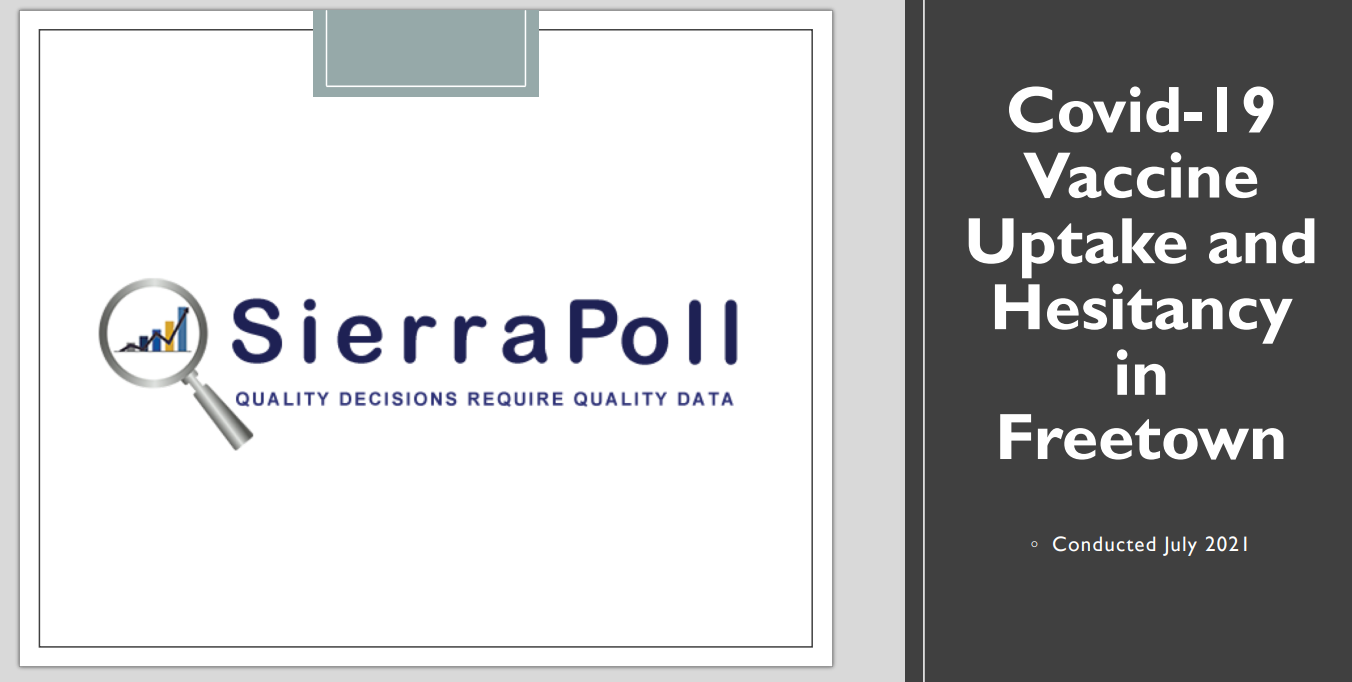 SierraPoll
QUALITY DECISIONS REQUIRE QUALITY DATA
Covid-19
Vaccine
Uptake and
Hesitancy
in
Freetown
◦ Conducted July 2021